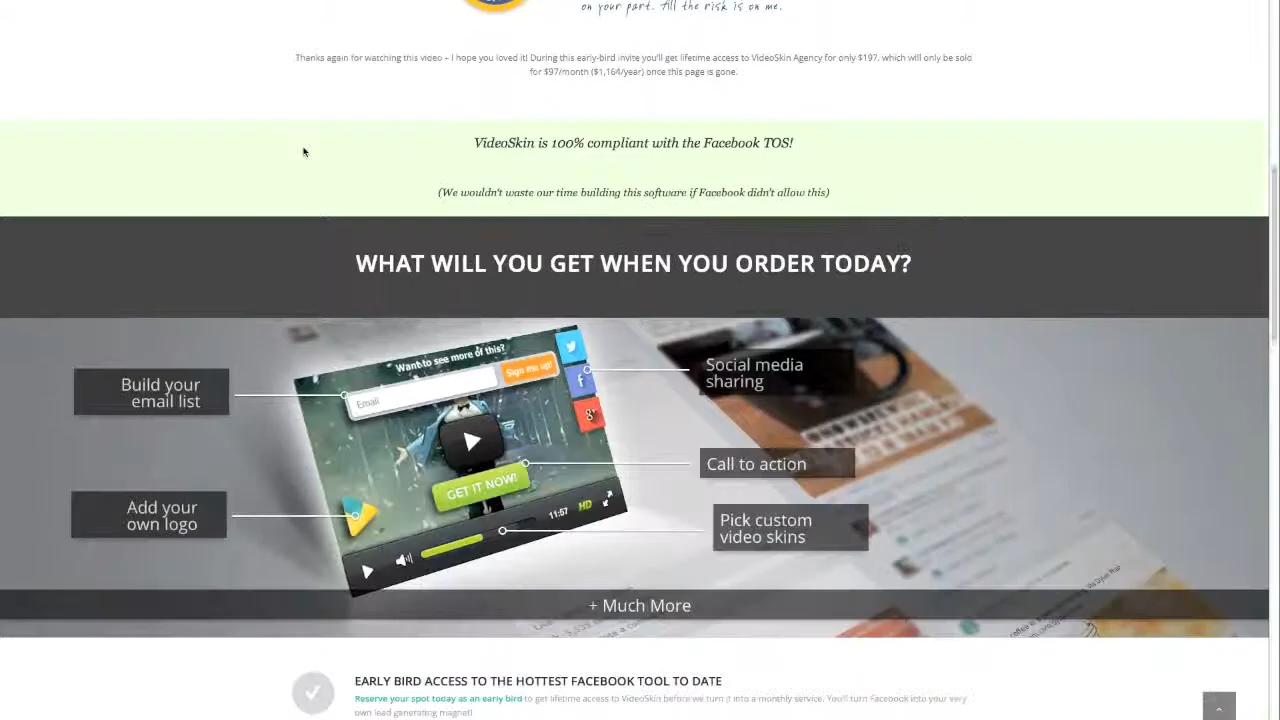 on your part. All the risk is on me.
Thanks again for watching this video – I hope you loved it! During this early-bird invite you'll get lifetime access to VideoSkin Agency for only $197, which will only be sold
for $97/month ($1,164/year) once this page is gone.
VideoSkin is 100% compliant with the Facebook TOS!
(We wouldn't waste our time building this software if Facebook didn't allow this)
WHAT WILL YOU GET WHEN YOU ORDER TODAY?
Want to see more of this?
Email
Sign me up!
Build your
email list
Social media
sharing
f
g+
Call to action
GET IT NOW!
Add your
own logo
11:57 HD
Pick custom
video skins
+ Much More
EARLY BIRD ACCESS TO THE HOTTEST FACEBOOK TOOL TO DATE
Reserve your spot today as an early bird to get lifetime access to VideoSkin before we turn it into a monthly service. You'll turn Facebook into your very
own lead generating magnet!